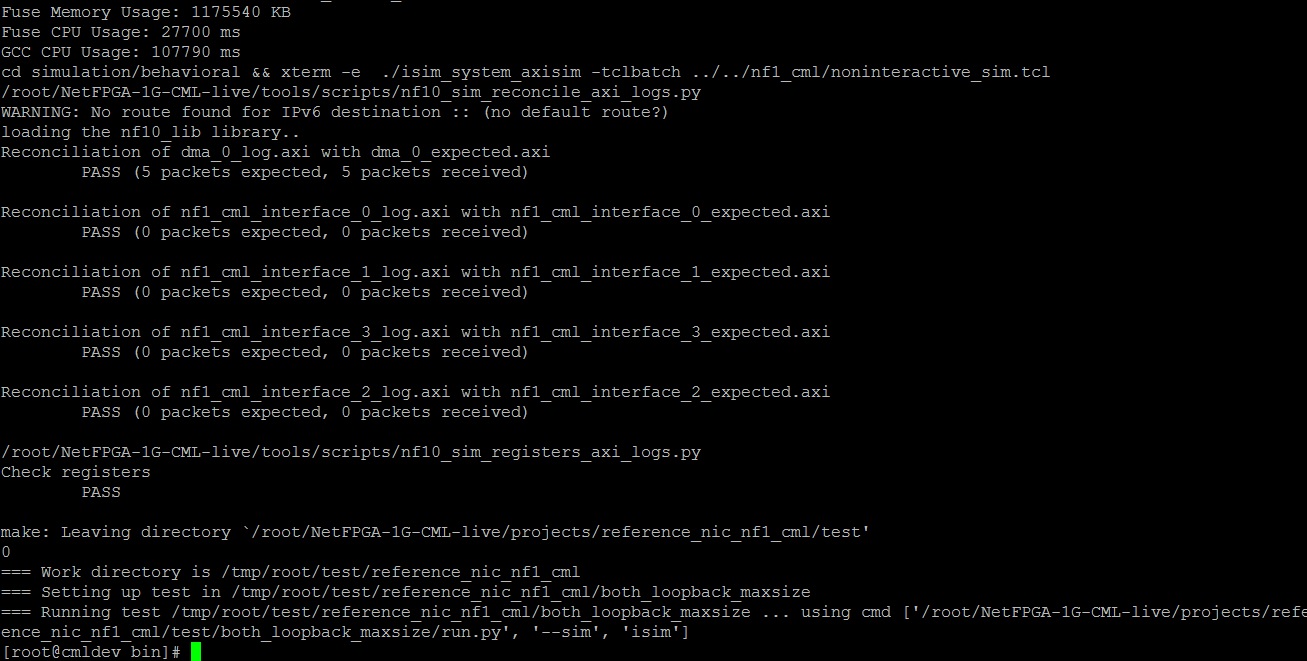 Fuse Memory Usage: 1175540 KB
Fuse CPU Usage: 27700 ms
GCC CPU Usage: 107790 ms
cd simulation/behavioral && xterm -e  ./isim_system_axisim -tclbatch ../../nf1_cml/noninteractive_sim.tcl
/root/NetFPGA-1G-CML-live/tools/scripts/nf10_sim_reconcile_axi_logs.py
WARNING: No route found for IPv6 destination :: (no default route?)
loading the nf10_lib library..
Reconciliation of dma_0_log.axi with dma_0_expected.axi
        PASS (5 packets expected, 5 packets received)

Reconciliation of nf1_cml_interface_0_log.axi with nf1_cml_interface_0_expected.axi
        PASS (0 packets expected, 0 packets received)

Reconciliation of nf1_cml_interface_1_log.axi with nf1_cml_interface_1_expected.axi
        PASS (0 packets expected, 0 packets received)

Reconciliation of nf1_cml_interface_3_log.axi with nf1_cml_interface_3_expected.axi
        PASS (0 packets expected, 0 packets received)

Reconciliation of nf1_cml_interface_2_log.axi with nf1_cml_interface_2_expected.axi
        PASS (0 packets expected, 0 packets received)

/root/NetFPGA-1G-CML-live/tools/scripts/nf10_sim_registers_axi_logs.py
Check registers
        PASS

make: Leaving directory `/root/NetFPGA-1G-CML-live/projects/reference_nic_nf1_cml/test'
0
=== Work directory is /tmp/root/test/reference_nic_nf1_cml
=== Setting up test in /tmp/root/test/reference_nic_nf1_cml/both_loopback_maxsize
=== Running test /tmp/root/test/reference_nic_nf1_cml/both_loopback_maxsize ... using cmd ['/root/NetFPGA-1G-CML-live/projects/refer
ence_nic_nf1_cml/test/both_loopback_maxsize/run.py', '--sim', 'isim']
[root@cmldev bin]#